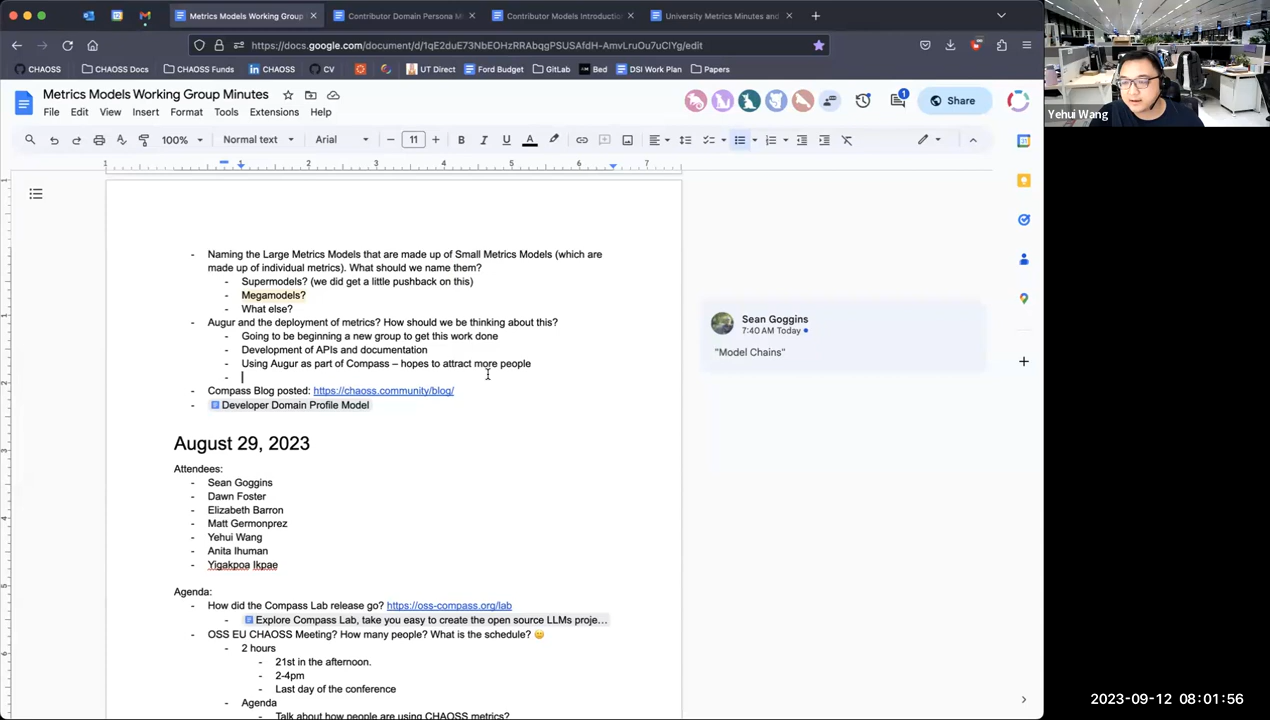 Metrics Models Working Group
Contributor Domain Persona M
Contributor Models Introduction
University Metrics Minutes and
https://docs.google.com/document/d/1qE2duE73NbEOHzRRAbqgPSUSAfdH-AmvLruOu7uClYg/edit
CHAOSS
CHAOSS Docs
CHAOSS Funds
CHAOSS
CV
UT Direct
Ford Budget
GitLab
Bed
DSI Work Plan
Papers
Metrics Models Working Group Minutes
File Edit View Insert Format Tools Extensions Help
1
Share
100% Normal text Arial 11 B I U A
1 1 2 3 4 5 6 7
- Naming the Large Metrics Models that are made up of Small Metrics Models (which are
made up of individual metrics). What should we name them?
- Supermodels? (we did get a little pushback on this)
- Megamodels?
- What else?
- Augur and the deployment of metrics? How should we be thinking about this?
- Going to be beginning a new group to get this work done
- Development of APIs and documentation
- Using Augur as part of Compass – hopes to attract more people
-
- Compass Blog posted: https://chaoss.community/blog/
- Developer Domain Profile Model
August 29, 2023
Attendees:
- Sean Goggins
- Dawn Foster
- Elizabeth Barron
- Matt Germonprez
- Yehui Wang
- Anita Ihuman
- Yigakpoa Ikpae
Agenda:
- How did the Compass Lab release go? https://oss-compass.org/lab
- Explore Compass Lab, take you easy to create the open source LLMs proje...
- OSS EU CHAOSS Meeting? How many people? What is the schedule? 🙂
- 2 hours
- 21st in the afternoon.
- 2-4pm
- Last day of the conference
- Agenda
- Talk about how people are using CHAOSS metrics?
Sean Goggins
7:40 AM Today
"Model Chains"
Yehui Wang
2023-09-12 08:01:56